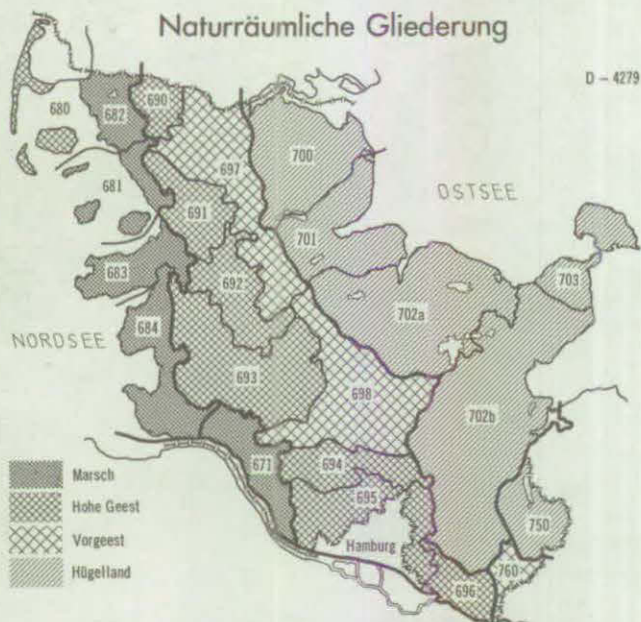 Naturräumliche Gliederung
D – 4279
680
682
690
697
700
681
691
701
OSTSEE
683
692
703
702a
684
NORDSEE
693
698
702b
671
694
695
Hamburg
750
760
696
Marsch
Hohe Geest
Vorgeest
Hügelland